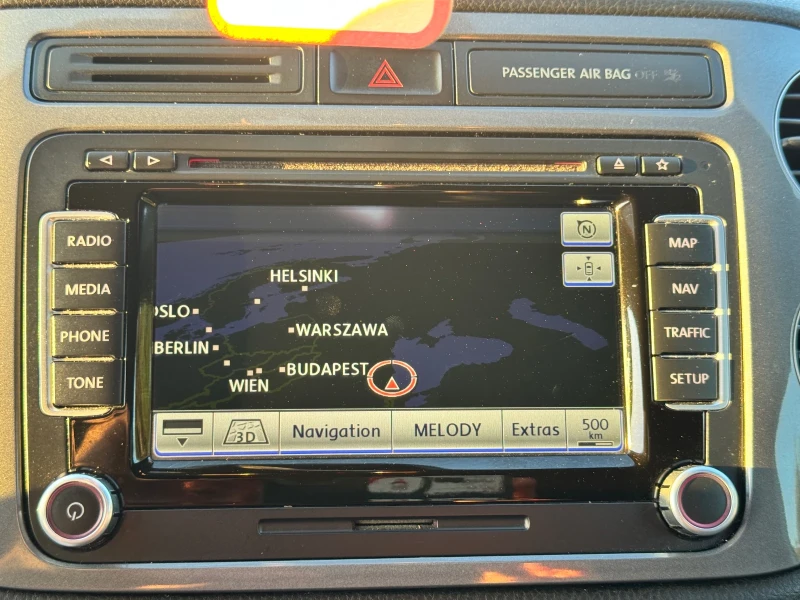 PASSENGER AIR BAG OFF
RADIO
MEDIA
PHONE
TONE
MAP
NAV
TRAFFIC
SETUP
N
HELSINKI
OSLO
WARSZAWA
BERLIN
BUDAPEST
WIEN
3D
Navigation
MELODY
Extras
500
km